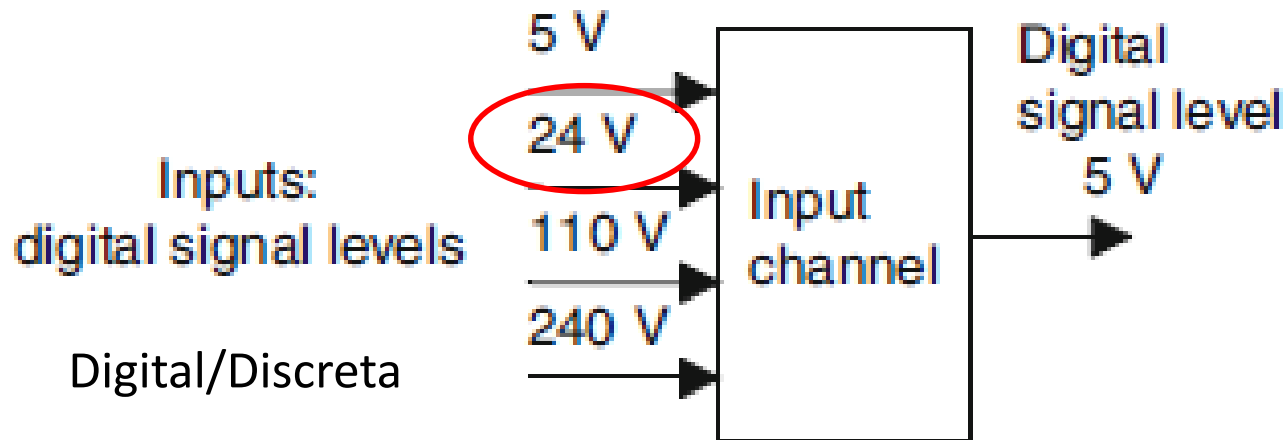 Inputs:
digital signal levels
Digital/Discreta
5 V
24 V
110 V
240 V
Input
channel
Digital
signal level
5 V